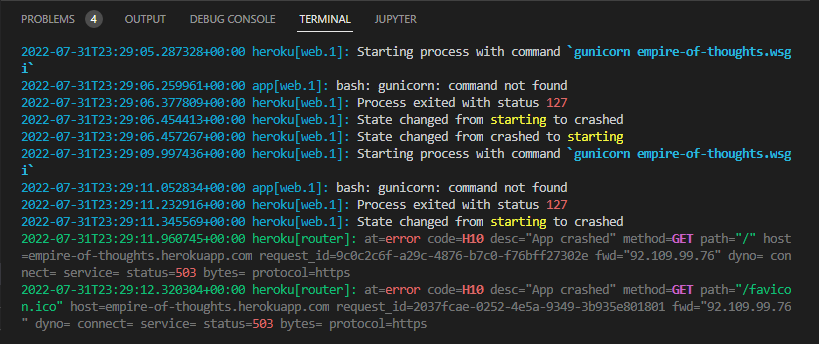 PROBLEMS 4 OUTPUT DEBUG CONSOLE TERMINAL JUPYTER
2022-07-31T23:29:05.287328+00:00 heroku[web.1]: Starting process with command `gunicorn empire-of-thoughts.wsg
i`
2022-07-31T23:29:06.259961+00:00 app[web.1]: bash: gunicorn: command not found
2022-07-31T23:29:06.377809+00:00 heroku[web.1]: Process exited with status 127
2022-07-31T23:29:06.454413+00:00 heroku[web.1]: State changed from starting to crashed
2022-07-31T23:29:06.457267+00:00 heroku[web.1]: State changed from crashed to starting
2022-07-31T23:29:09.997436+00:00 heroku[web.1]: Starting process with command `gunicorn empire-of-thoughts.wsg
i`
2022-07-31T23:29:11.052834+00:00 app[web.1]: bash: gunicorn: command not found
2022-07-31T23:29:11.232916+00:00 heroku[web.1]: Process exited with status 127
2022-07-31T23:29:11.345569+00:00 heroku[web.1]: State changed from starting to crashed
2022-07-31T23:29:11.960745+00:00 heroku[router]: at=error code=H10 desc="App crashed" method=GET path="/" host
=empire-of-thoughts.herokuapp.com request_id=9c0c2c6f-a29c-4876-b7c0-f76bff27302e fwd="92.109.99.76" dyno= con
nect= service= status=503 bytes= protocol=https
2022-07-31T23:29:12.320304+00:00 heroku[router]: at=error code=H10 desc="App crashed" method=GET path="/favico
n.ico" host=empire-of-thoughts.herokuapp.com request_id=2037fcae-0252-4e5a-9349-3b935e801801 fwd="92.109.99.76
" dyno= connect= service= status=503 bytes= protocol=https